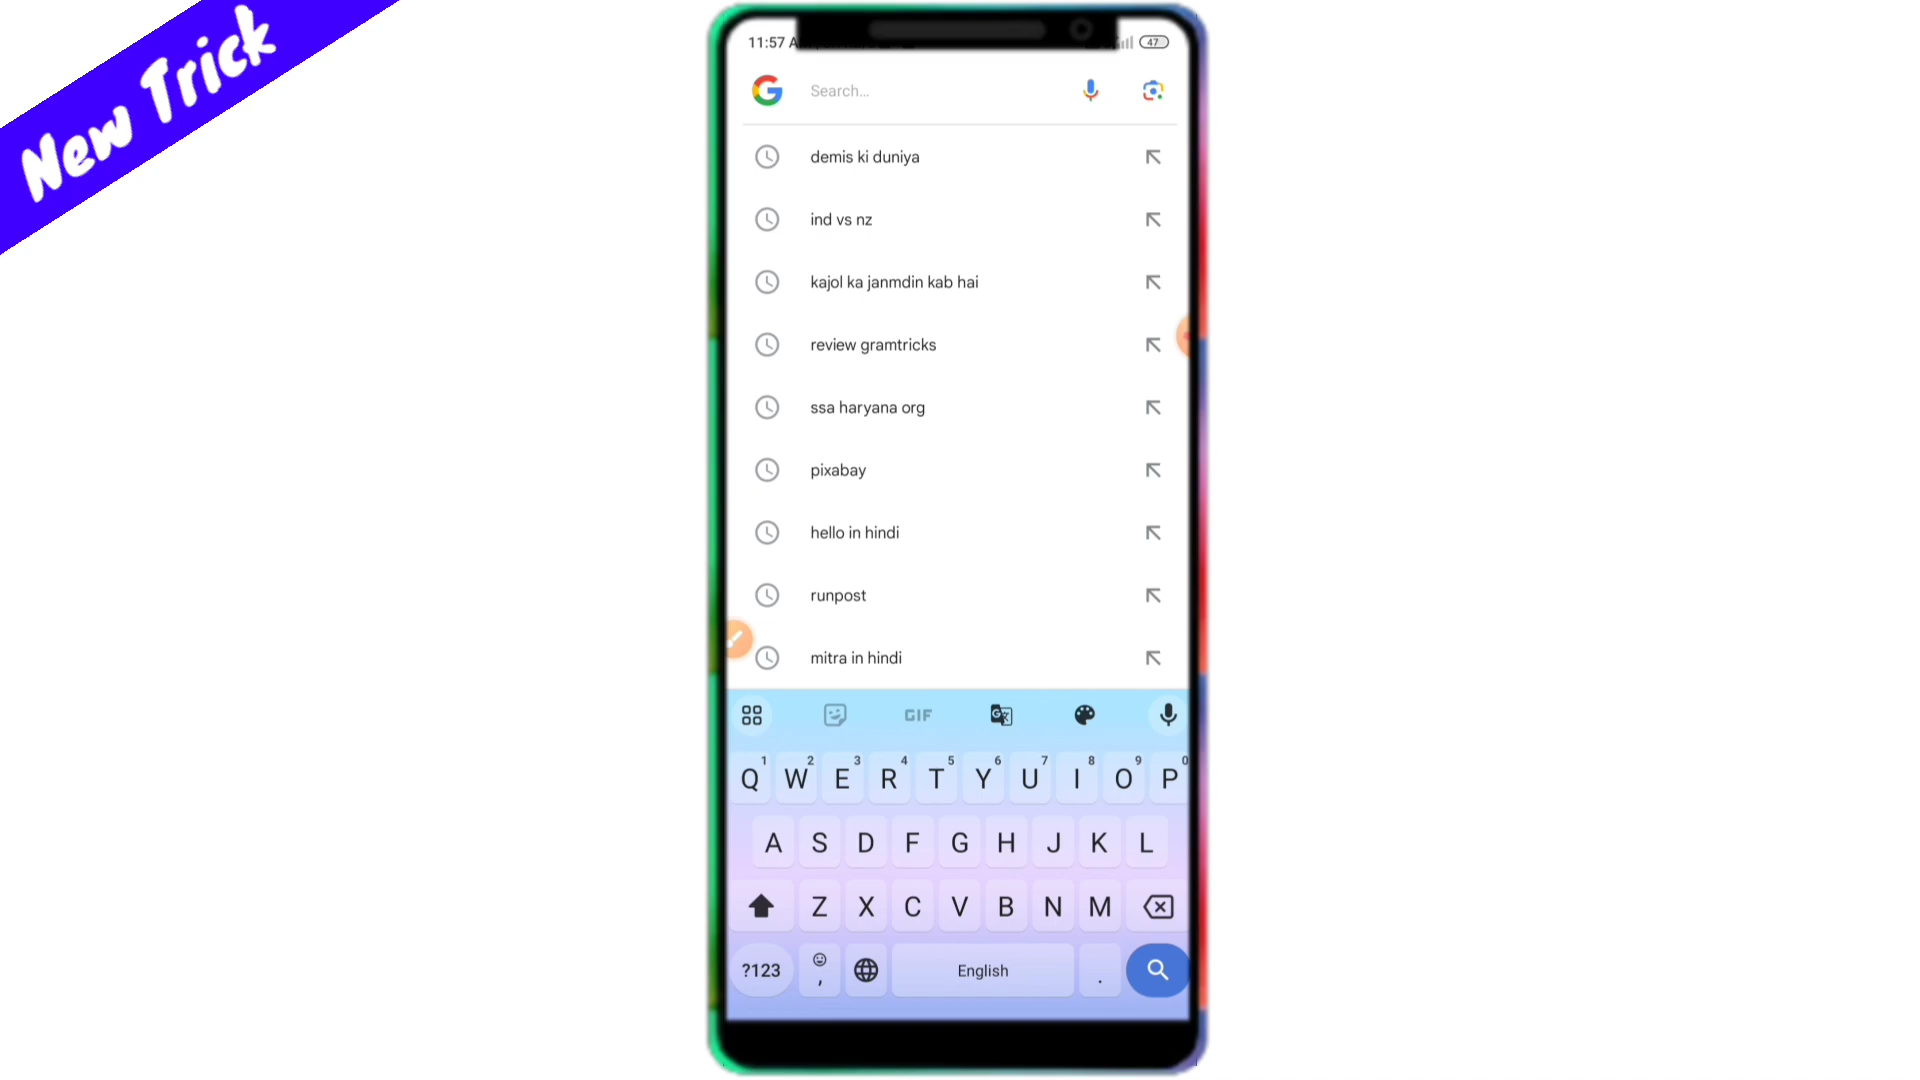 New Trick
11:57 A
47
Search...
demis ki duniya
ind vs nz
kajol ka janmdin kab hai
review gramtricks
ssa haryana org
pixabay
hello in hindi
runpost
mitra in hindi
GIF
1 2 3 4 5 6 7 8 9 0
Q W E R T Y U I O P
A S D F G H J K L
Z X C V B N M
?123 , English .